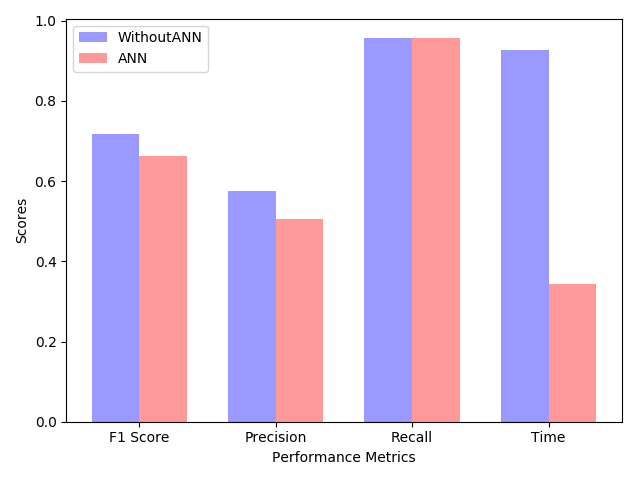 WithoutANN
ANN
1.0
0.8
0.6
0.4
0.2
0.0
Scores
F1 Score Precision Recall Time
Performance Metrics